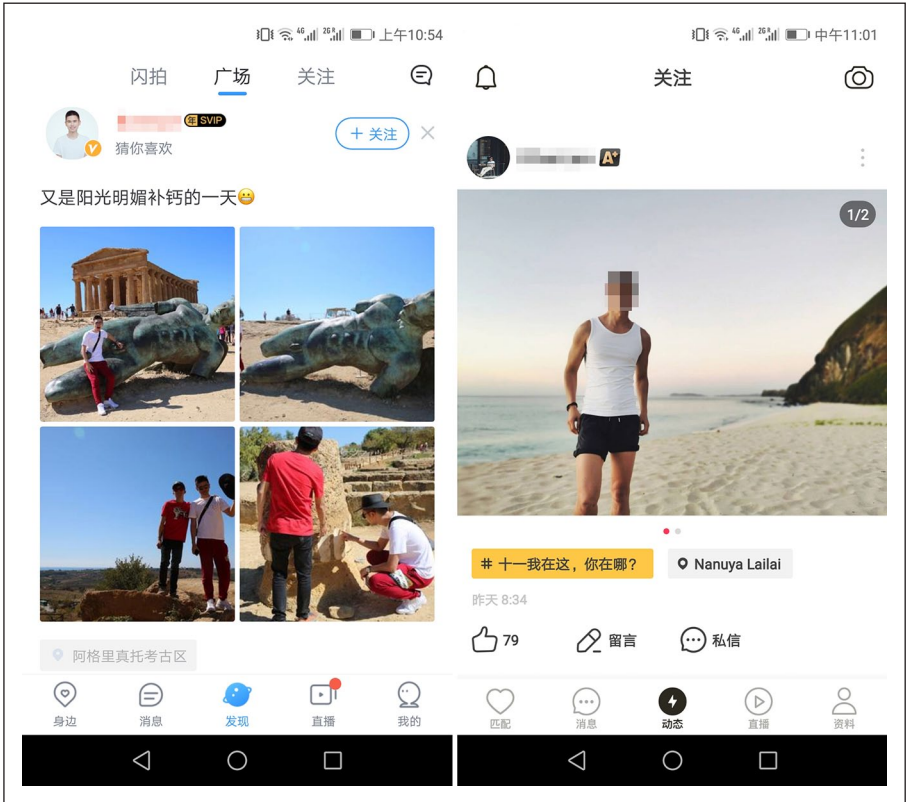 4G 2G R 上午10:54
闪拍 广场 关注
年 SVIP
猜你喜欢
+ 关注
又是阳光明媚补钙的一天😬
阿格里真托考古区
身边 消息 发现 直播 我的
4G 2G R 中午11:01
关注
A+
1/2
# 十一我在这，你在哪？
Nanuya Lailai
昨天 8:34
79 留言 私信
匹配 消息 动态 直播 资料